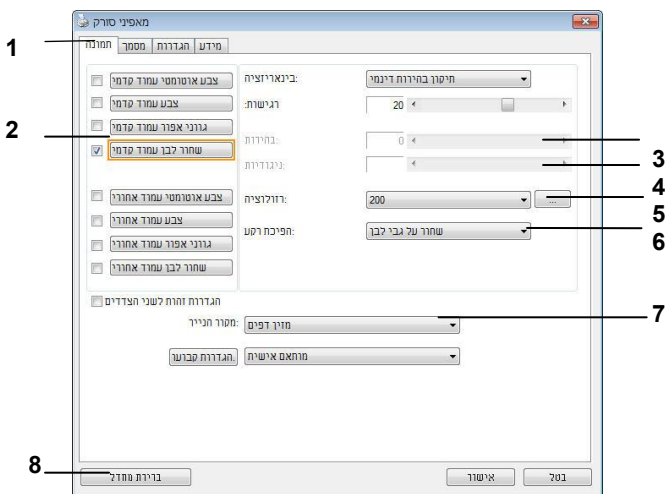 מאפיני סורק
1
תמונה מסמך הגדרות מידע
צבע אוטומטי עמוד קדמי
צבע עמוד קדמי
גווני אפור עמוד קדמי
שחור לבן עמוד קדמי
2
צבע אוטומטי עמוד אחורי
צבע עמוד אחורי
גווני אפור עמוד אחורי
שחור לבן עמוד אחורי
בינאריזציה: תיקון בהירות דינמי
רגישות: 20
בהירות: 0
ניגודיות:
3
רזולוציה: 200 ...
4
5
הפיכת רקע: שחור על גבי לבן
6
הגדרות זהות לשני הצדדים
מקור הנייר: מזין דפים
7
הגדרות קבוע מותאם אישית
8
ברירת מחדל אישור בטל